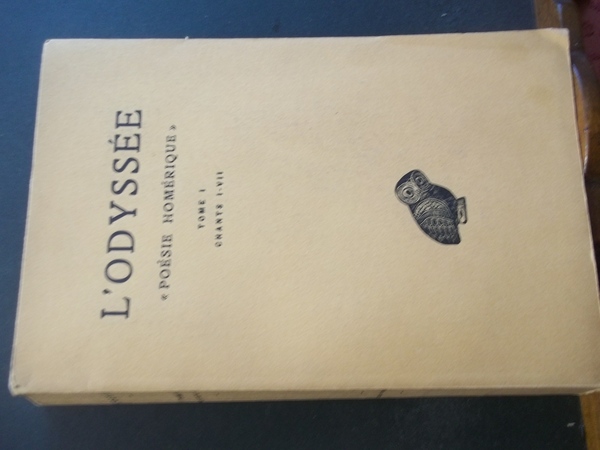 L'ODYSSÉE
« POÉSIE HOMÉRIQUE »
TOME I
CHANTS I-VII